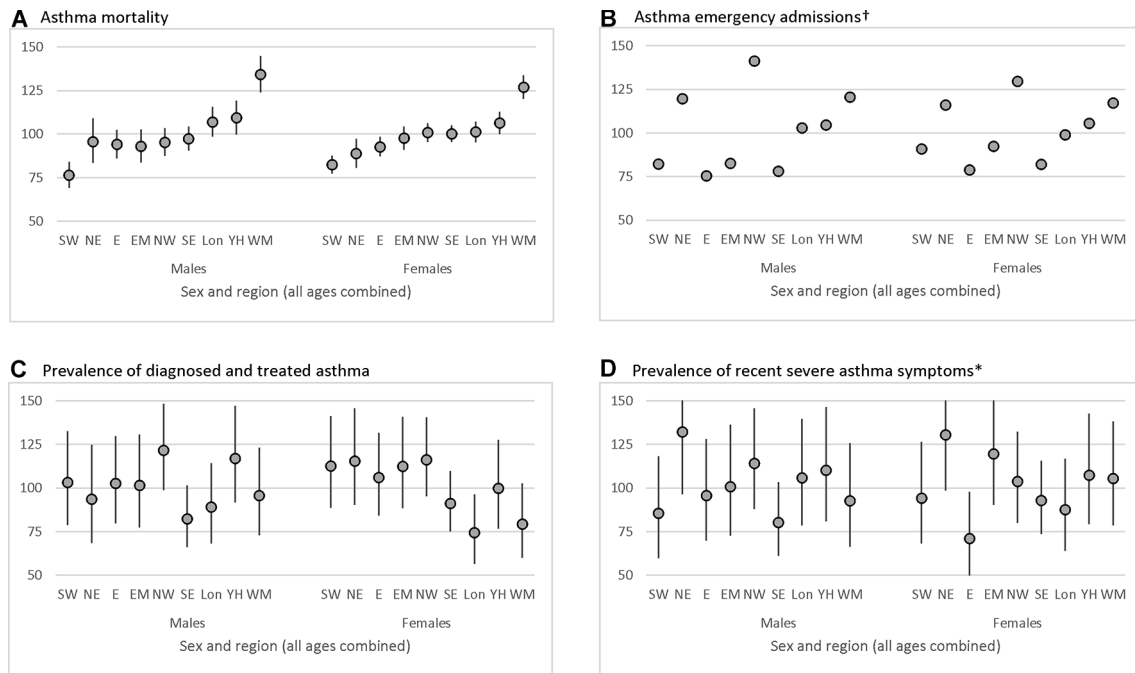 A Asthma mortality
150
125
100
75
50
SW NE E EM NW SE Lon YH WM SW NE E EM NW SE Lon YH WM
Males Females
Sex and region (all ages combined)
B Asthma emergency admissions†
150
125
100
75
50
SW NE E EM NW SE Lon YH WM SW NE E EM NW SE Lon YH WM
Males Females
Sex and region (all ages combined)
C Prevalence of diagnosed and treated asthma
150
125
100
75
50
SW NE E EM NW SE Lon YH WM SW NE E EM NW SE Lon YH WM
Males Females
Sex and region (all ages combined)
D Prevalence of recent severe asthma symptoms*
150
125
100
75
50
SW NE E EM NW SE Lon YH WM SW NE E EM NW SE Lon YH WM
Males Females
Sex and region (all ages combined)